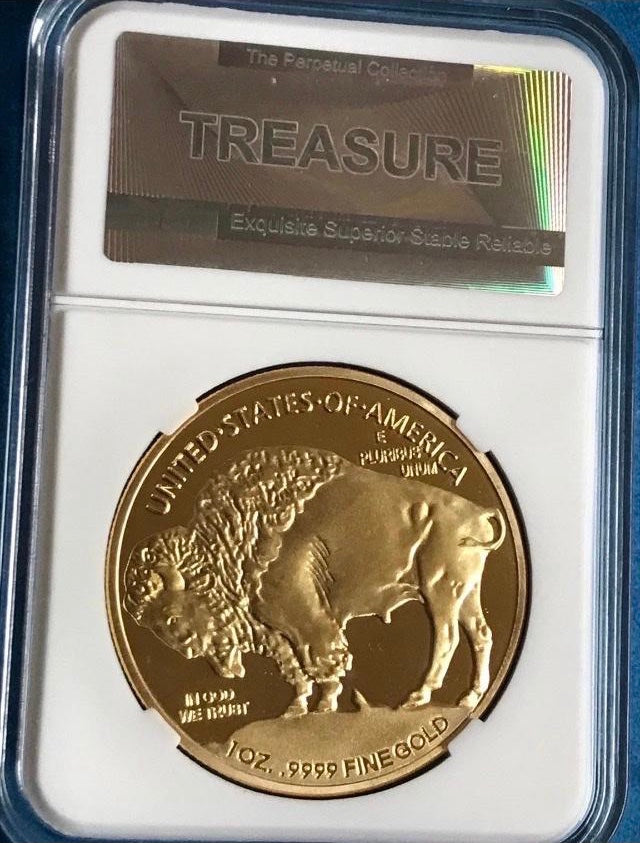 The Perpetual Collection
TREASURE
Exquisite Superior Staple Reliable
UNITED·STATES·OF·AMERICA
E
PLURIBUS
UNUM
IN GOD
WE TRUST
1 OZ. .9999 FINE GOLD